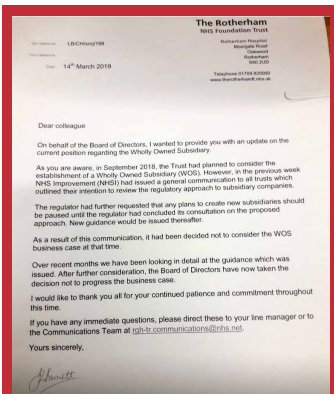 The Rotherham
NHS Foundation Trust
Our reference LB/CH/sng/198
Rotherham Hospital
Moorgate Road
Oakwood
Rotherham
S60 2UD
Your reference
Date 14th March 2019
Telephone 01709 820000
www.therotherhamft.nhs.uk
Dear colleague
On behalf of the Board of Directors, I wanted to provide you with an update on the
current position regarding the Wholly Owned Subsidiary.
As you are aware, in September 2018, the Trust had planned to consider the
establishment of a Wholly Owned Subsidiary (WOS). However, in the previous week
NHS Improvement (NHSI) had issued a general communication to all trusts which
outlined their intention to review the regulatory approach to subsidiary companies.
The regulator had further requested that any plans to create new subsidiaries should
be paused until the regulator had concluded its consultation on the proposed
approach. New guidance would be issued thereafter.
As a result of this communication, it had been decided not to consider the WOS
business case at that time.
Over recent months we have been looking in detail at the guidance which was
issued. After further consideration, the Board of Directors have now taken the
decision not to progress the business case.
I would like to thank you all for your continued patience and commitment throughout
this time.
If you have any immediate questions, please direct these to your line manager or to
the Communications Team at rgh-tr.communications@nhs.net.
Yours sincerely,